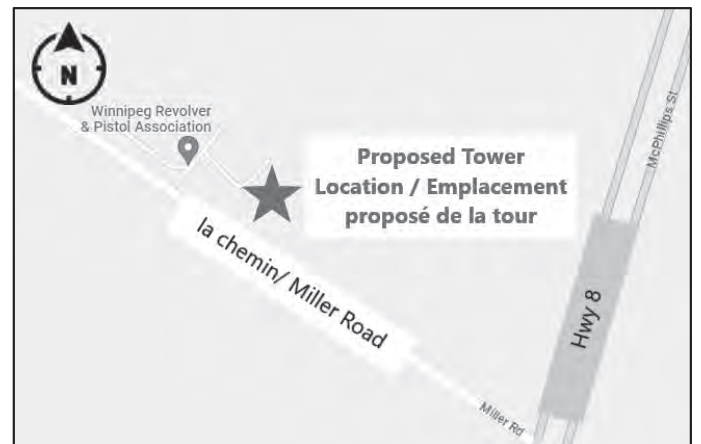 N
Winnipeg Revolver
& Pistol Association
Proposed Tower
Location / Emplacement
proposé de la tour
la chemin/ Miller Road
McPhillips St
Hwy 8
Miller Rd